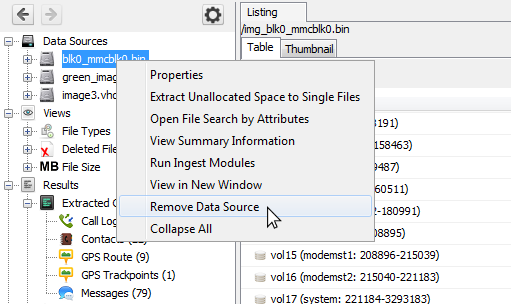 Data Sources
blk0_mmcblk0.bin
green_imag
image3.vhd
Views
File Types
Deleted File
MB File Size
Results
Extracted C
Call Log
Contacts
GPS Route (9)
GPS Trackpoints (1)
Messages (79)
Properties
Extract Unallocated Space to Single Files
Open File Search by Attributes
View Summary Information
Run Ingest Modules
View in New Window
Remove Data Source
Collapse All
Listing
/img_blk0_mmcblk0.bin
Table
Thumbnail
3191)
158463)
9487)
60511)
2-180991)
8895)
vol15 (modemst1: 208896-215039)
vol16 (modemst2: 215040-221183)
vol17 (system: 221184-3293183)